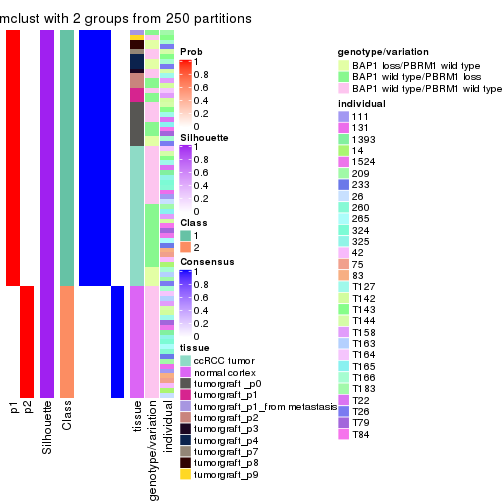 mclust with 2 groups from 250 partitions
p1
p2
Silhouette
Class
tissue
genotype/variation
individual
Prob
1
0.8
0.6
0.4
0.2
0
Silhouette
1
0.8
0.6
0.4
0.2
0
Class
1
2
Consensus
1
0.8
0.6
0.4
0.2
0
tissue
ccRCC tumor
normal cortex
tumorgraft_p0
tumorgraft_p1
tumorgraft_p1_from metastasis
tumorgraft_p2
tumorgraft_p3
tumorgraft_p4
tumorgraft_p7
tumorgraft_p8
tumorgraft_p9
genotype/variation
BAP1 loss/PBRM1 wild type
BAP1 wild type/PBRM1 loss
BAP1 wild type/PBRM1 wild type
individual
111
131
1393
14
1524
209
233
26
260
265
324
325
42
75
83
T127
T142
T143
T144
T158
T163
T164
T165
T166
T183
T22
T26
T79
T84